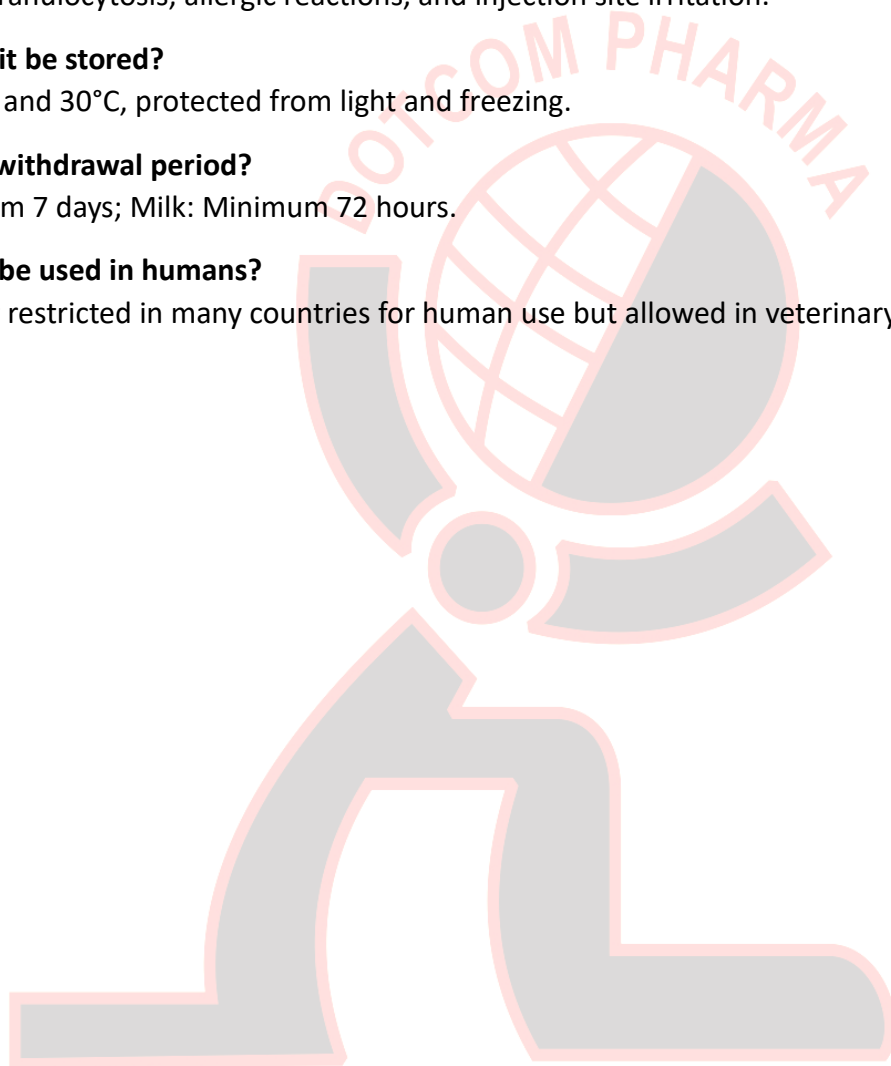 ranulocytosis, allergic reactions, and injection site irritation.
it be stored?
and 30°C, protected from light and freezing.
withdrawal period?
m 7 days; Milk: Minimum 72 hours.
be used in humans?
restricted in many countries for human use but allowed in veterinary
DOTCOM PHARMA